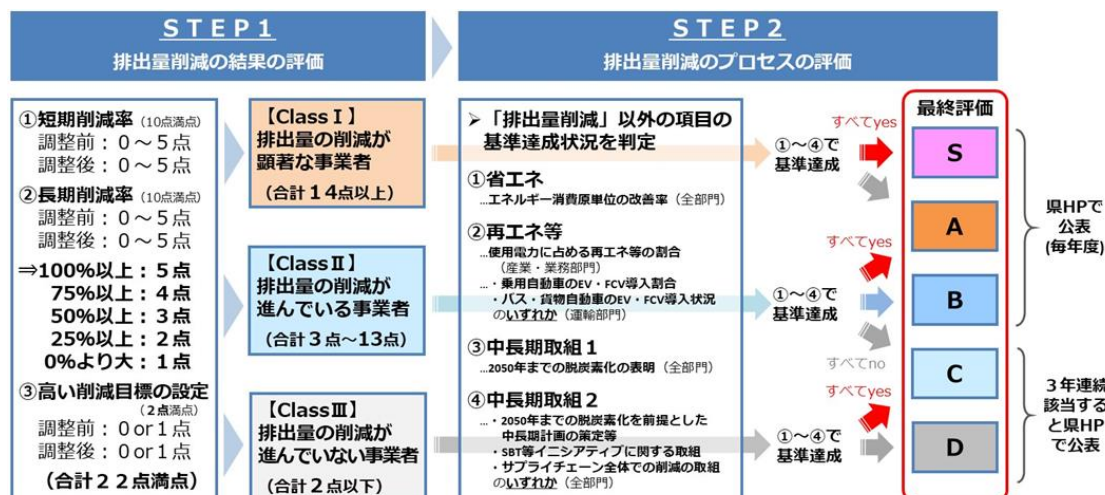 STEP1
排出量削減の結果の評価
STEP2
排出量削減のプロセスの評価
①短期削減率（10点満点）
調整前：０～５点
調整後：０～５点
②長期削減率（10点満点）
調整前：０～５点
調整後：０～５点
⇒100%以上：５点
75%以上：４点
50%以上：３点
25%以上：２点
0%より大：１点
③高い削減目標の設定
（２点満点）
調整前：０or１点
調整後：０or１点
（合計２２点満点）
【ClassⅠ】
排出量の削減が
顕著な事業者
（合計１４点以上）
【ClassⅡ】
排出量の削減が
進んでいる事業者
（合計３点～13点）
【ClassⅢ】
排出量の削減が
進んでいない事業者
（合計２点以下）
➢ 「排出量削減」以外の項目の
基準達成状況を判定
①省エネ
…エネルギー消費原単位の改善率（全部門）
②再エネ等
…使用電力に占める再エネ等の割合
（産業・業務部門）
…・乗用自動車のEV・FCV導入割合
・バス・貨物自動車のEV・FCV導入状況
のいずれか（運輸部門）
③中長期取組１
…2050年までの脱炭素化の表明（全部門）
④中長期取組２
…・2050年までの脱炭素化を前提とした
中長期計画の策定等
・SBT等イニシアティブに関する取組
・サプライチェーン全体での削減の取組
のいずれか（全部門）
①～④で
基準達成
すべてyes
①～④で
基準達成
すべてyes
すべてno
①～④で
基準達成
すべてyes
最終評価
S
A
B
C
D
県HPで
公表
(毎年度)
３年連続
該当する
と県HP
で公表